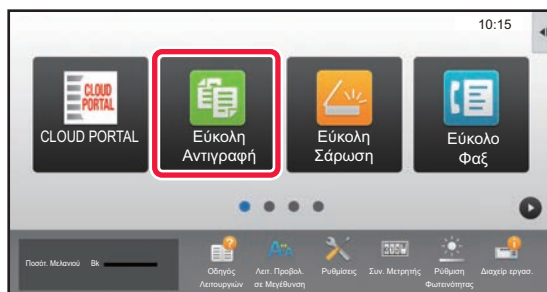 10:15
CLOUD
PORTAL
CLOUD PORTAL
Εύκολη
Αντιγραφή
Εύκολη
Σάρωση
Εύκολο
Φαξ
Ποσότ. Μελανιού Bk
Οδηγός
Λειτουργιών
Λειτ. Προβολ.
σε Μεγέθυνση
Ρυθμίσεις
Συν. Μετρητής
Ρύθμιση
Φωτεινότητας
Διαχείρ εργασ.